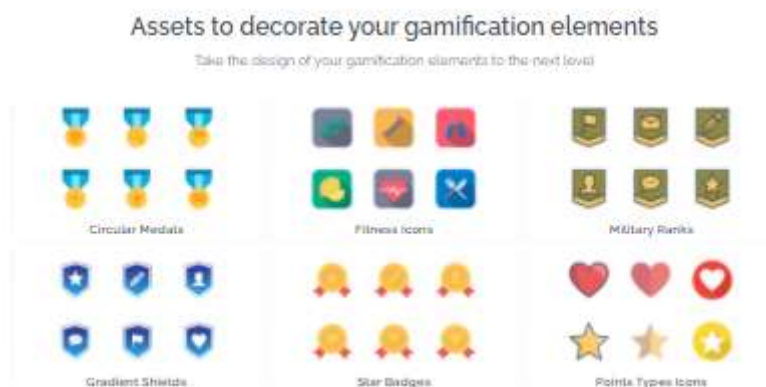 Assets to decorate your gamification elements
Take the design of your gamification elements to the next level
Circular Medals
Fitness Icons
Military Ranks
Gradient Shields
Star Badges
Points Types Icons